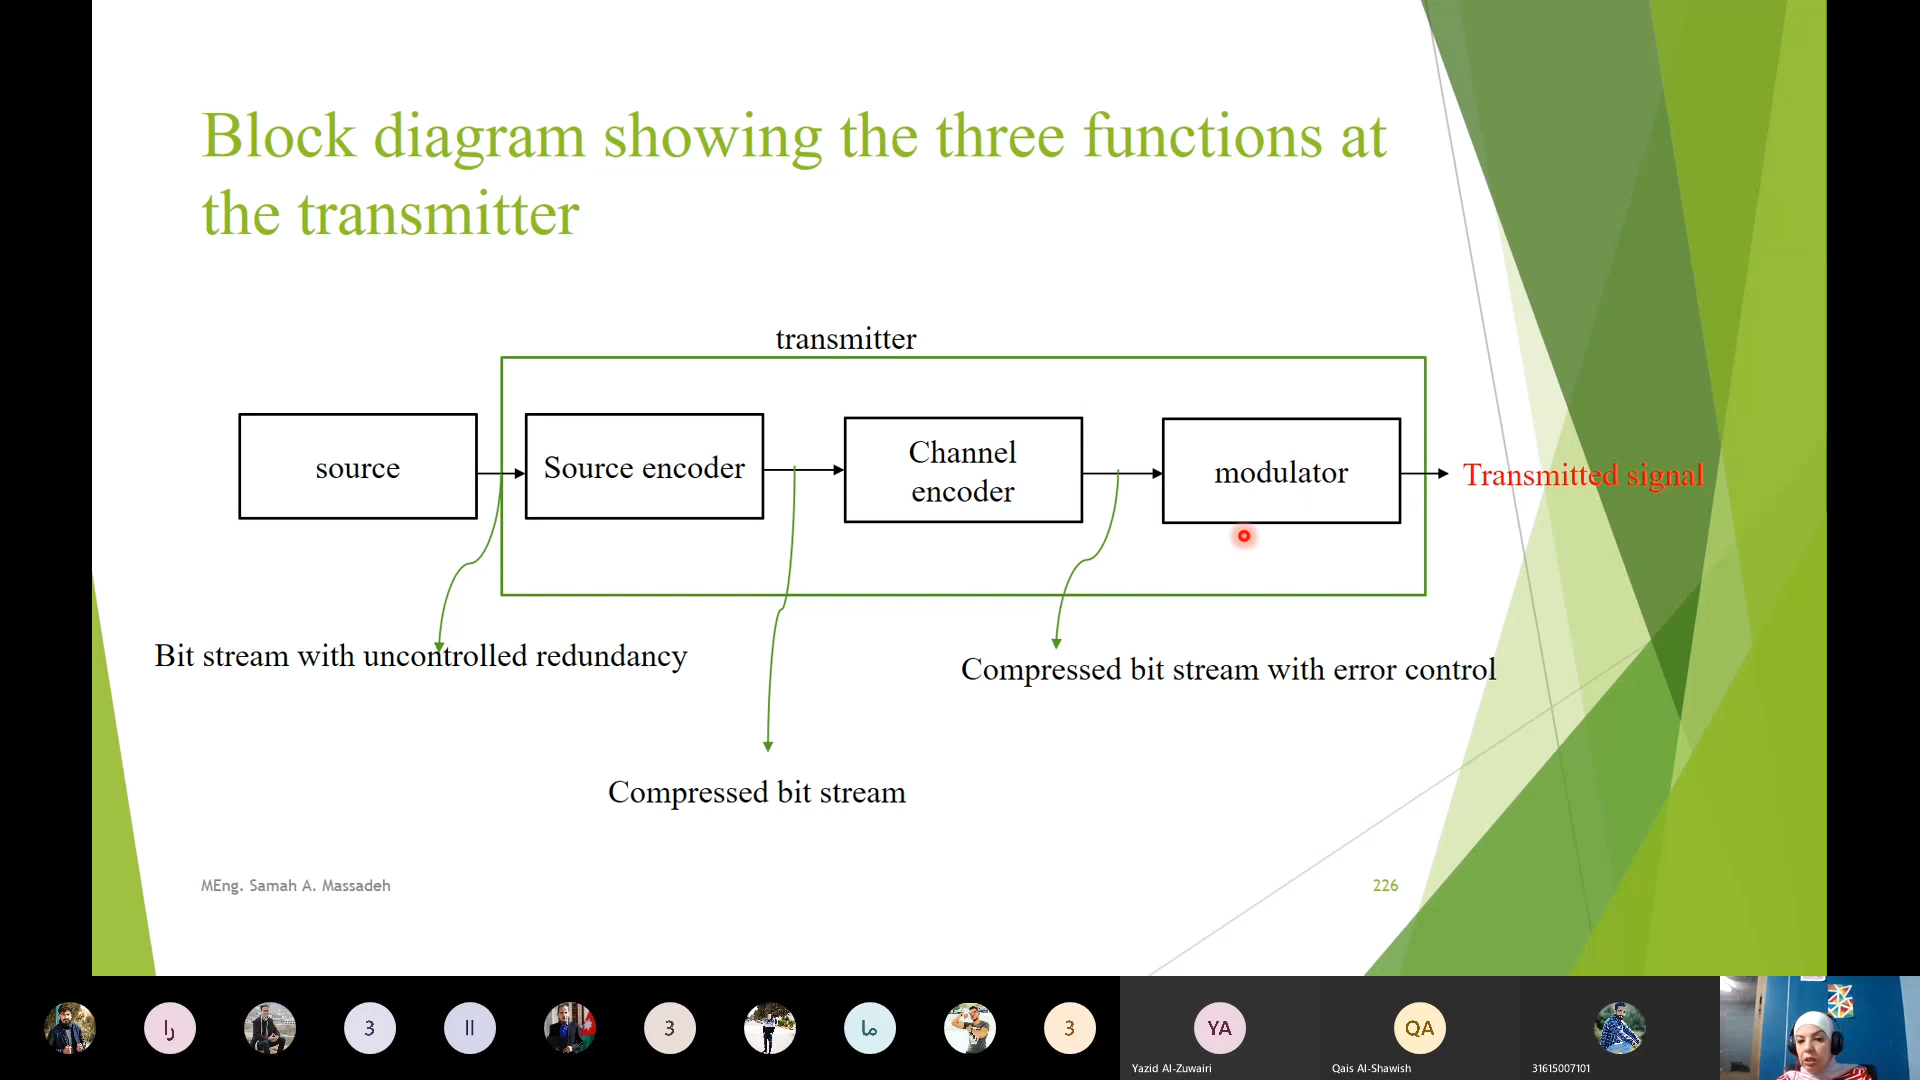 Block diagram showing the three functions at
the transmitter
transmitter
source
Source encoder
Channel
encoder
modulator
Transmitted signal
Bit stream with uncontrolled redundancy
Compressed bit stream with error control
Compressed bit stream
MEng. Samah A. Massadeh
226
را
3
اا
3
ما
3
YA
QA
Yazid Al-Zuwairi
Qais Al-Shawish
31615007101